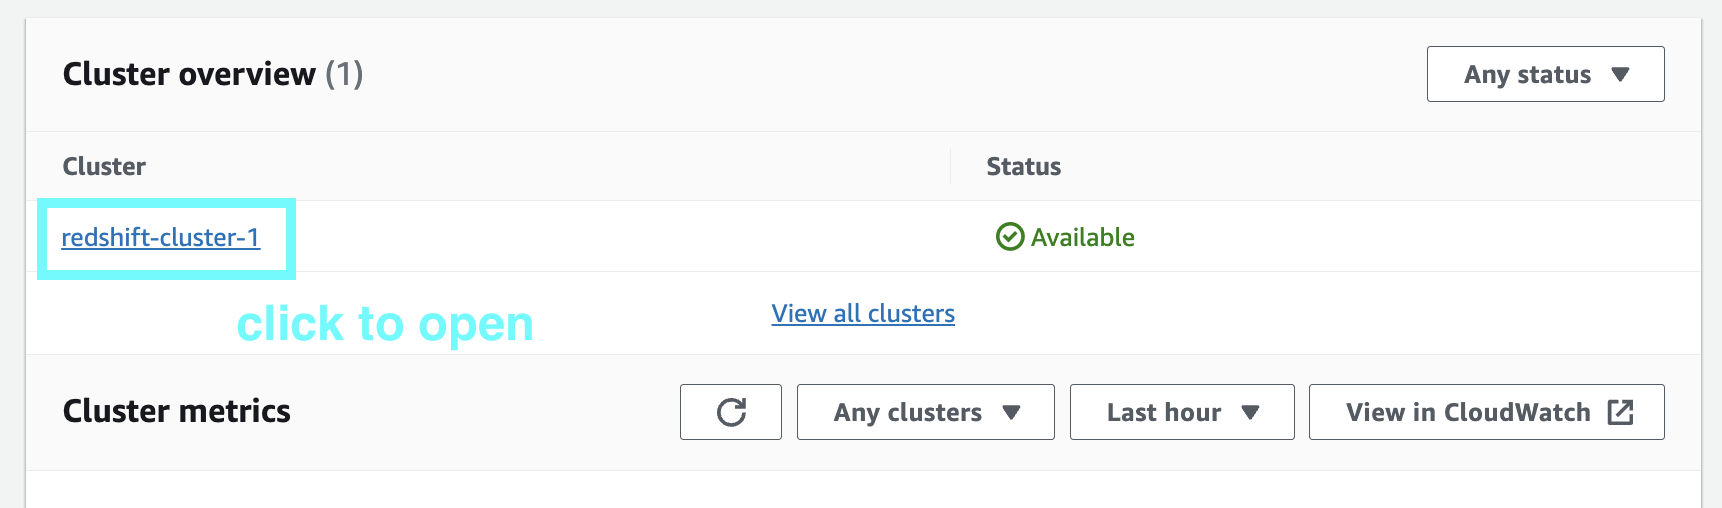 Cluster overview (1)
Any status
Cluster
Status
redshift-cluster-1
Available
click to open
View all clusters
Cluster metrics
Any clusters
Last hour
View in CloudWatch